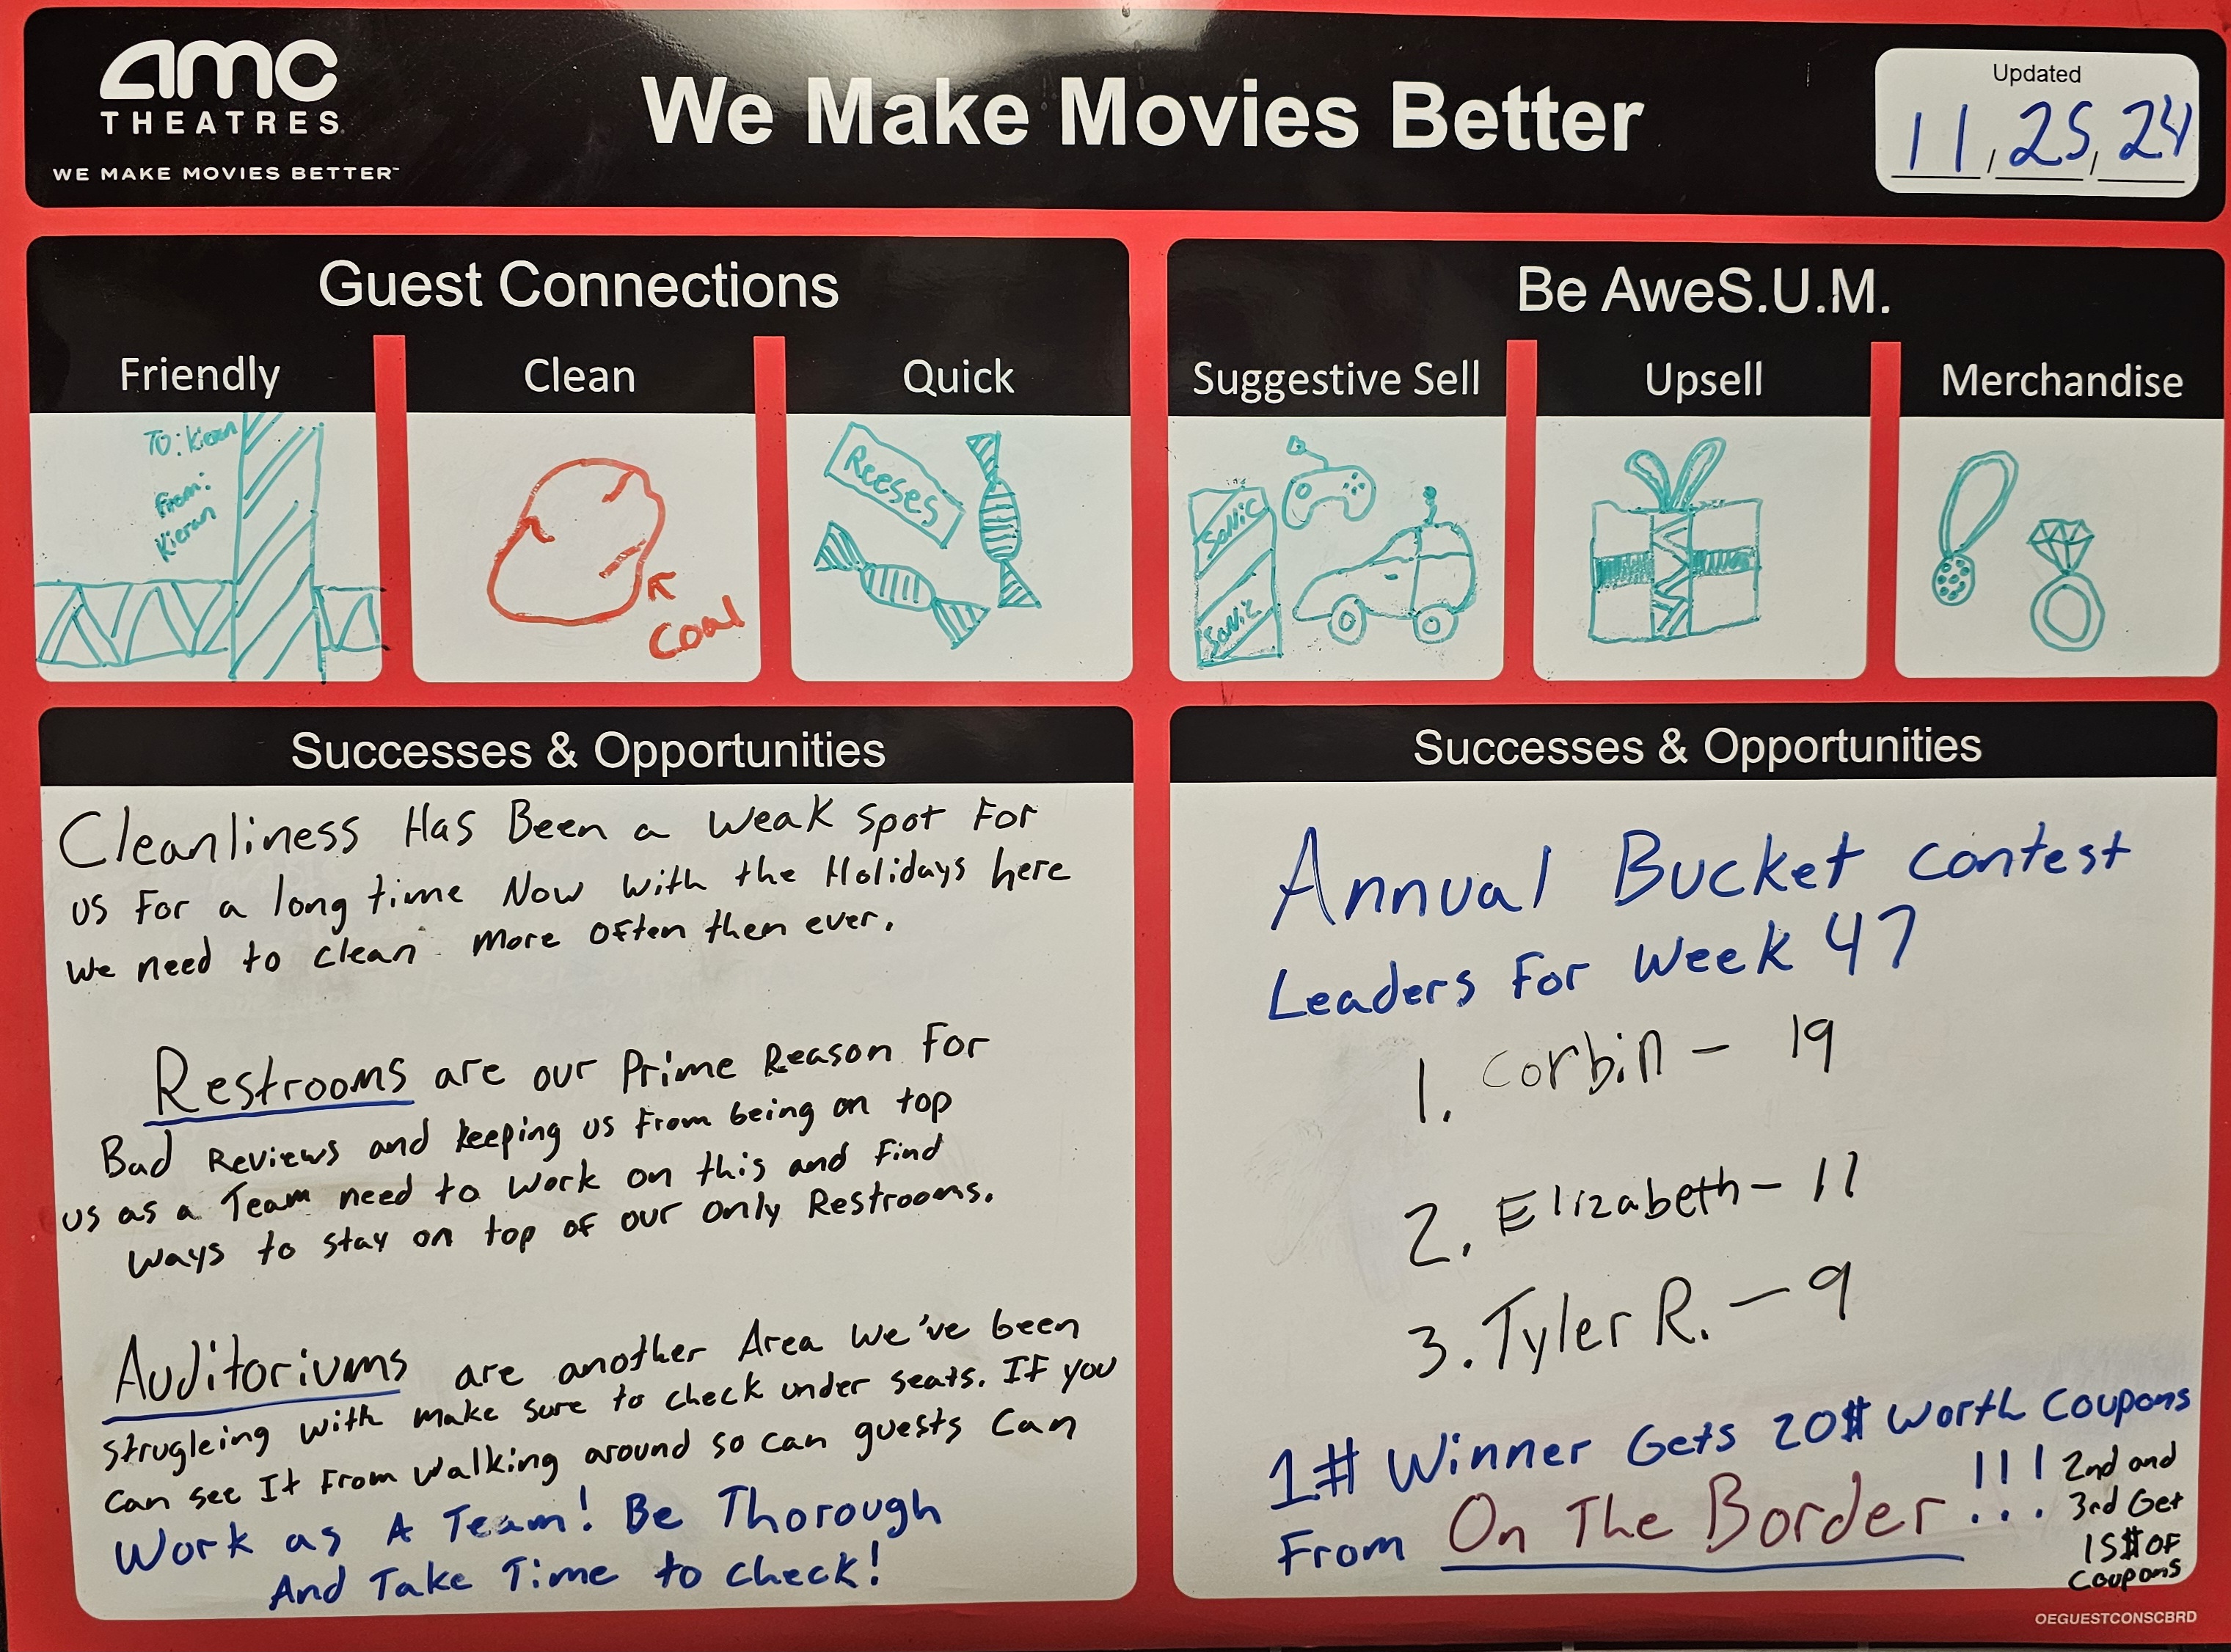 amc
THEATRES
WE MAKE MOVIES BETTER™
We Make Movies Better
Updated
11/25/24
Guest Connections
Friendly
Clean
Quick
TO: Kieran
From:
Kieran
Coal
Reeses
Be AweS.U.M.
Suggestive Sell
Upsell
Merchandise
Sonic
Sonic
Successes & Opportunities
Cleanliness Has Been a weak spot For
us For a long time Now with the Holidays here
we need to clean more often then ever.
Restrooms are our Prime Reason For
Bad Reviews and keeping us from being on top
us as a Team need to work on this and find
ways to stay on top of our only Restrooms.
Auditoriums are another Area we've been
strugleing with make sure to check under seats. If you
can see It from walking around so can guests can
Work as A Team! Be Thorough
And Take Time to check!
Successes & Opportunities
Annual Bucket contest
Leaders For Week 47
1. Corbin - 19
2. Elizabeth - 11
3. Tyler R. - 9
1# Winner Gets 20$ worth Coupons
From On The Border !!!
2nd and
3rd Get
15$ OF
Coupons
OEGUESTCONSCBRD